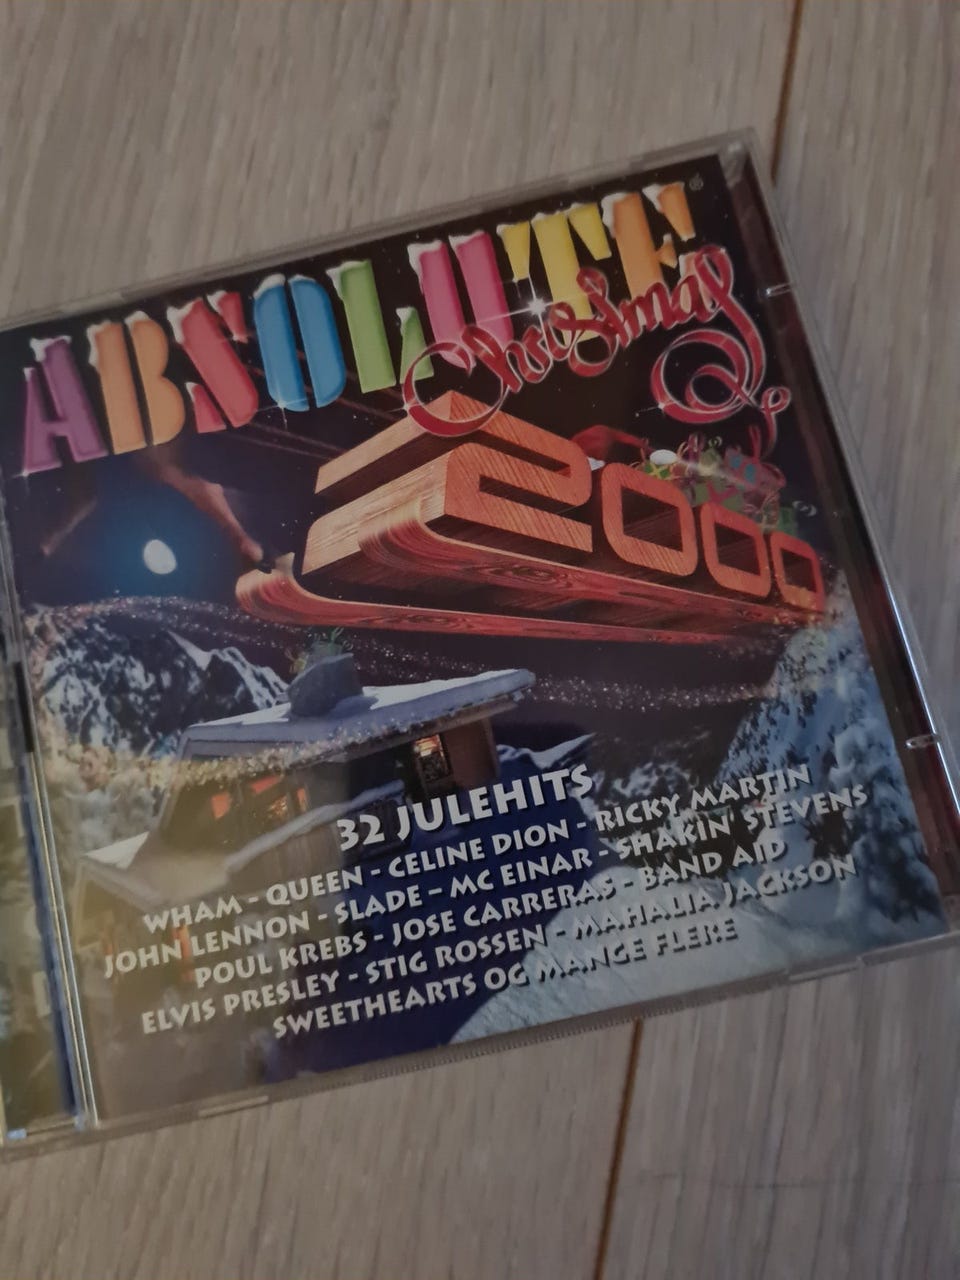 ABSOLUTE®
Christmas
2000
32 JULEHITS
WHAM - QUEEN - CELINE DION - RICKY MARTIN
JOHN LENNON - SLADE - MC EINAR - SHAKIN' STEVENS
POUL KREBS - JOSE CARRERAS - BAND AID
ELVIS PRESLEY - STIG ROSSEN - MAHALIA JACKSON
SWEETHEARTS OG MANGE FLERE